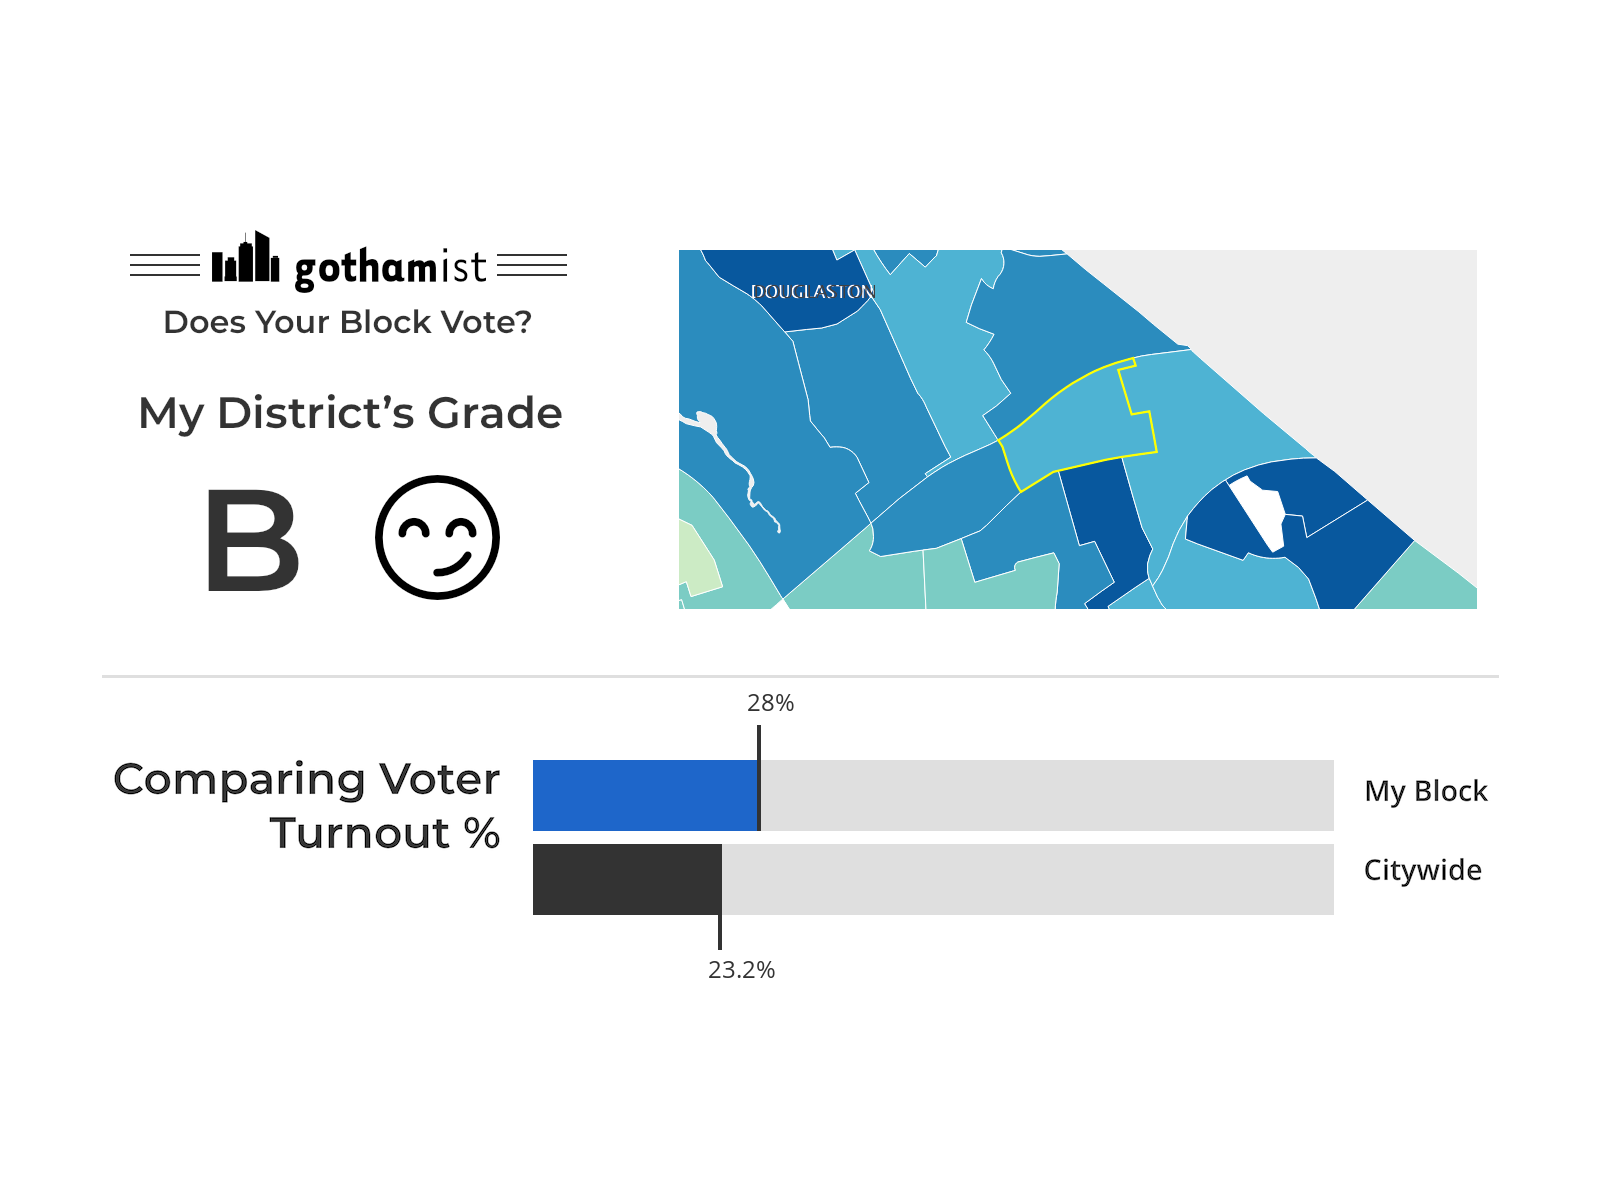 gothamist
Does Your Block Vote?
My District’s Grade
B
DOUGLASTON
28%
Comparing Voter
Turnout %
My Block
Citywide
23.2%